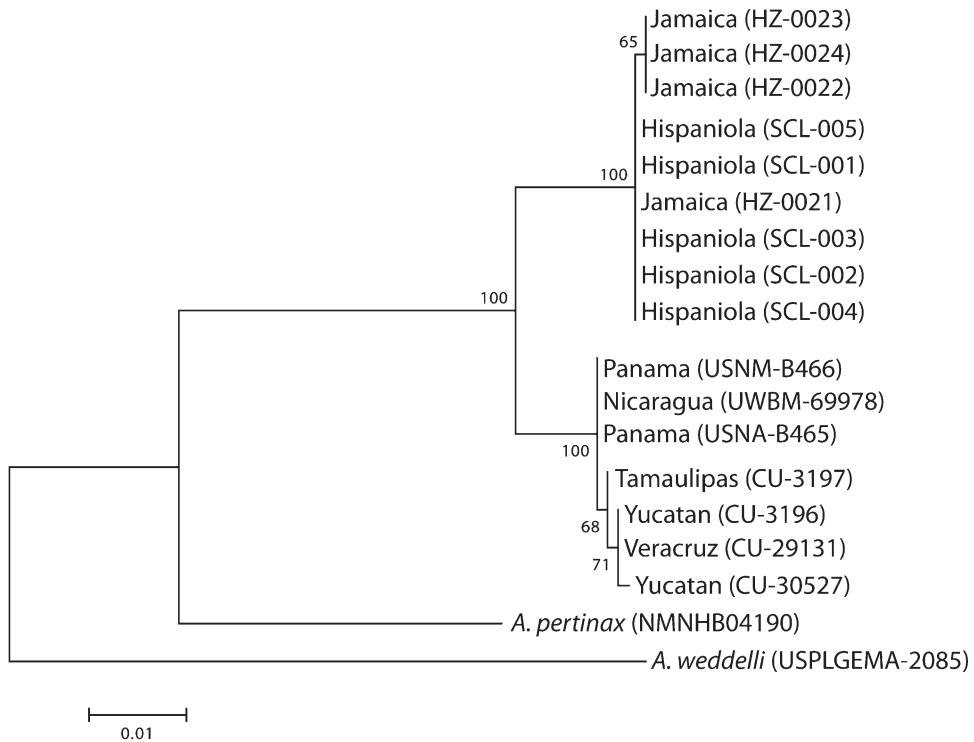 Jamaica (HZ-0023)
65
Jamaica (HZ-0024)
Jamaica (HZ-0022)
Hispaniola (SCL-005)
Hispaniola (SCL-001)
100
Jamaica (HZ-0021)
Hispaniola (SCL-003)
Hispaniola (SCL-002)
100
Hispaniola (SCL-004)
Panama (USNM-B466)
Nicaragua (UWBM-69978)
Panama (USNA-B465)
100
Tamaulipas (CU-3197)
Yucatan (CU-3196)
68
Veracruz (CU-29131)
71
Yucatan (CU-30527)
A. pertinax (NMNHB04190)
A. weddelli (USPLGEMA-2085)
0.01